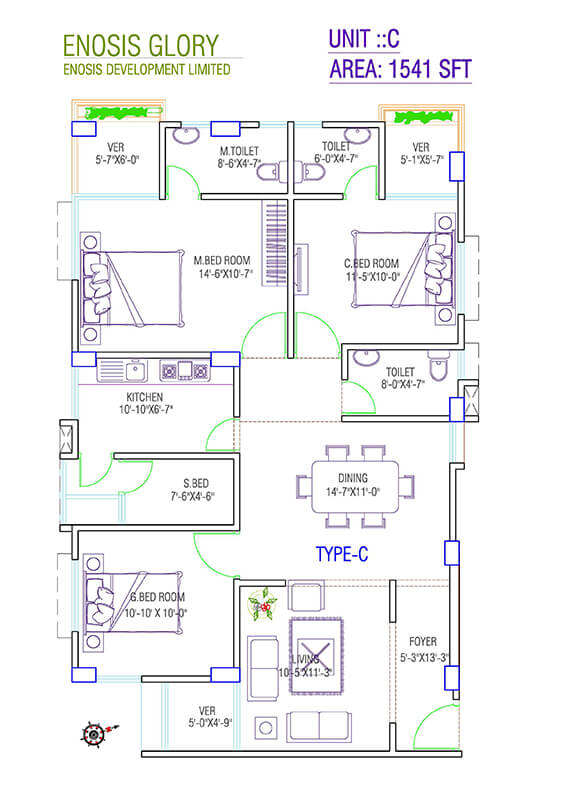 ENOSIS GLORY
ENOSIS DEVELOPMENT LIMITED
UNIT ::C
AREA: 1541 SFT
VER
5'-7"X6'-0"
M.TOILET
8'-6"X4'-7"
TOILET
6'-0"X4'-7"
VER
5'-1"X5'-7"
M.BED ROOM
14'-6"X10'-7"
C.BED ROOM
11'-5"X10'-0"
TOILET
8'-0"X4'-7"
KITCHEN
10'-10"X6'-7"
S.BED
7'-6"X4'-6"
DINING
14'-7"X11'-0"
TYPE-C
G.BED ROOM
10'-10' X 10'-0"
LIVING
10'-5"X11'-3"
FOYER
5'-3"X13'-3"
VER
5'-0"X4'-9"